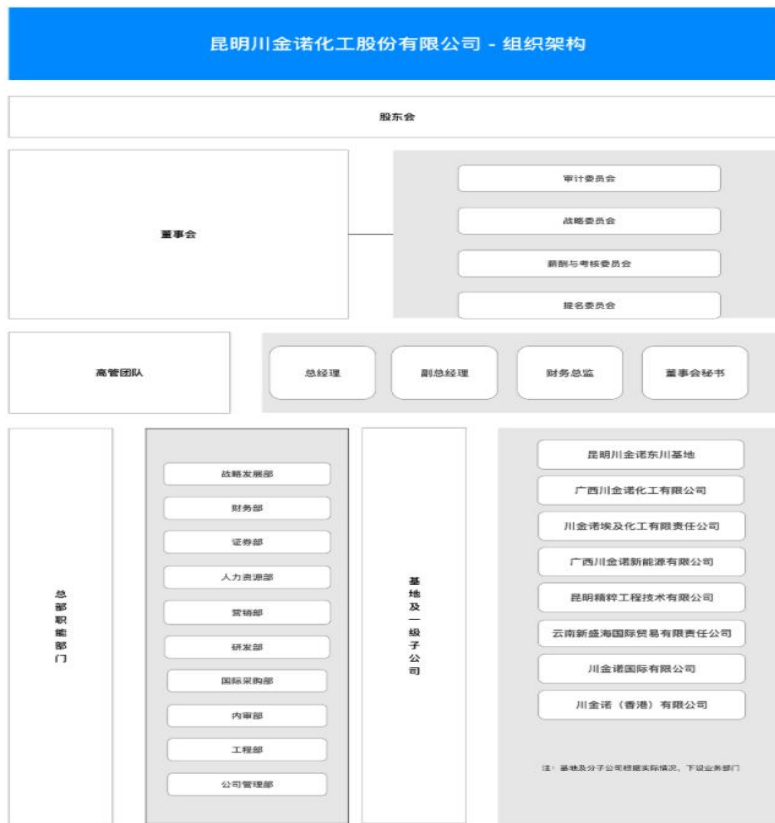 昆明川金诺化工股份有限公司 - 组织架构
股东会
董事会
审计委员会
战略委员会
薪酬与考核委员会
提名委员会
高管团队
总经理
副总经理
财务总监
董事会秘书
总部职能部门
战略发展部
财务部
证券部
人力资源部
营销部
研发部
国际采购部
内审部
工程部
公司管理部
基地及一级子公司
昆明川金诺东川基地
广西川金诺化工有限公司
川金诺埃及化工有限责任公司
广西川金诺新能源有限公司
昆明精粹工程技术有限公司
云南新盛海国际贸易有限责任公司
川金诺国际有限公司
川金诺（香港）有限公司
注：基地及分子公司根据实际情况，下设业务部门